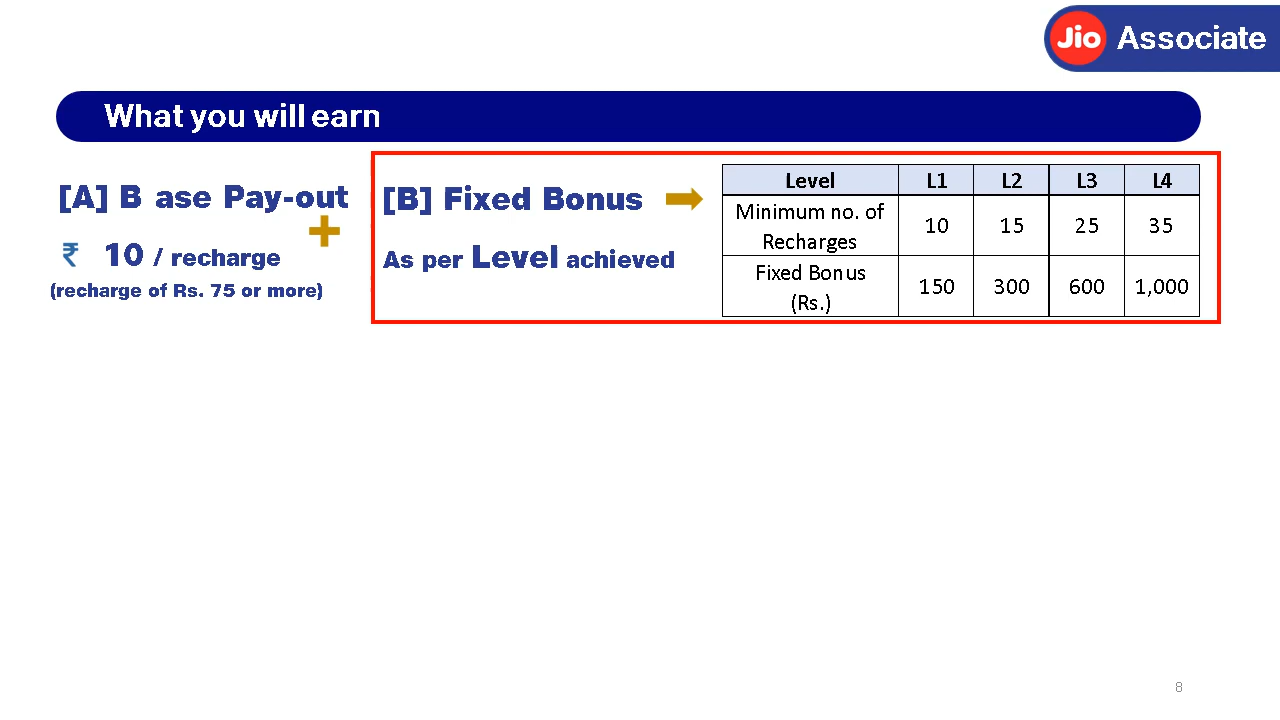 Jio Associate
What you will earn
[A] B ase Pay-out
+
₹ 10 / recharge
(recharge of Rs. 75 or more)
[B] Fixed Bonus
As per Level achieved
Level L1 L2 L3 L4
Minimum no. of
Recharges 10 15 25 35
Fixed Bonus
(Rs.) 150 300 600 1,000
8